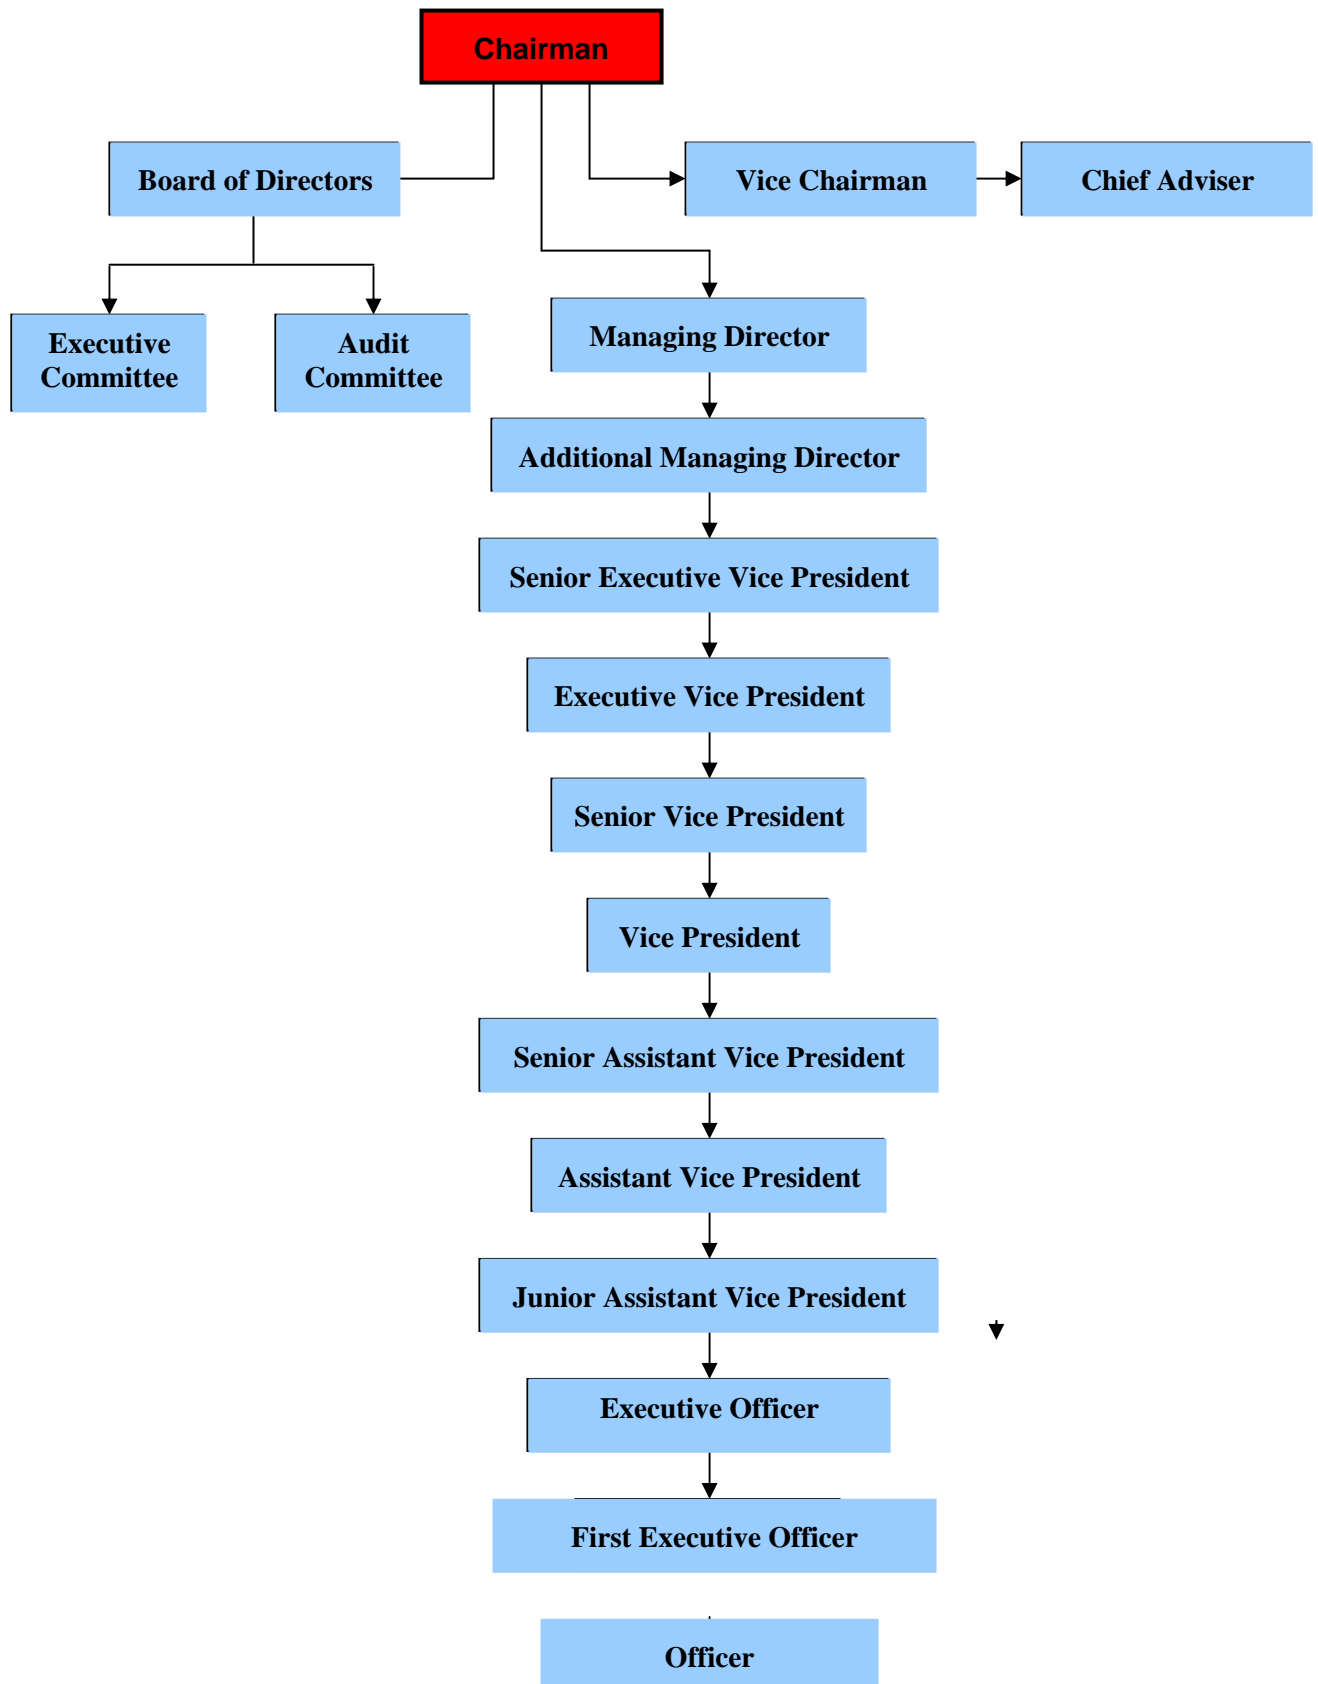 Chairman
Board of Directors
Vice Chairman
Chief Adviser
Executive
Committee
Audit
Committee
Managing Director
Additional Managing Director
Senior Executive Vice President
Executive Vice President
Senior Vice President
Vice President
Senior Assistant Vice President
Assistant Vice President
Junior Assistant Vice President
Executive Officer
First Executive Officer
Officer